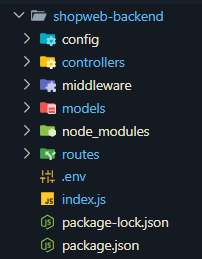 shopweb-backend
config
controllers
middleware
models
node_modules
routes
.env
index.js
package-lock.json
package.json